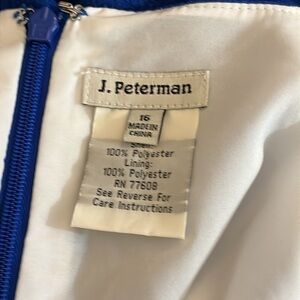 J. Peterman
16
MADE IN
CHINA
Shell:
100% Polyester
Lining:
100% Polyester
RN 77608
See Reverse For
Care Instructions